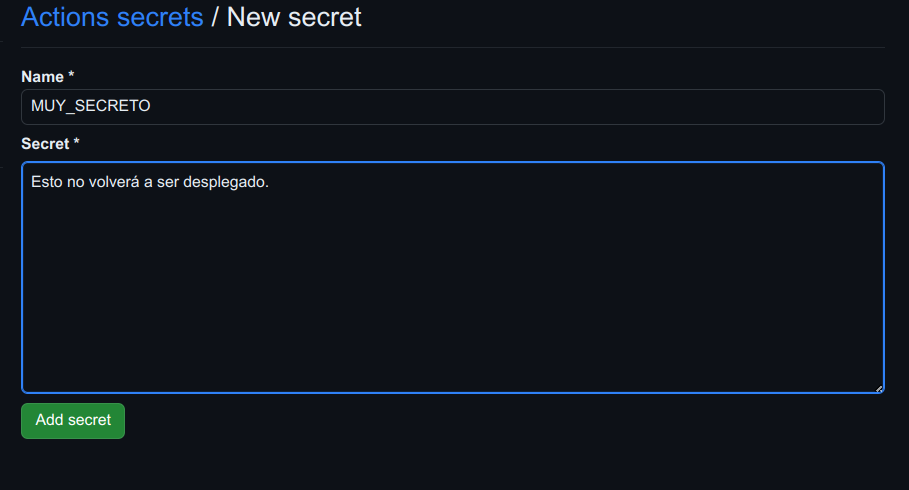 Actions secrets / New secret
Name *
MUY_SECRETO
Secret *
Esto no volverá a ser desplegado.
Add secret